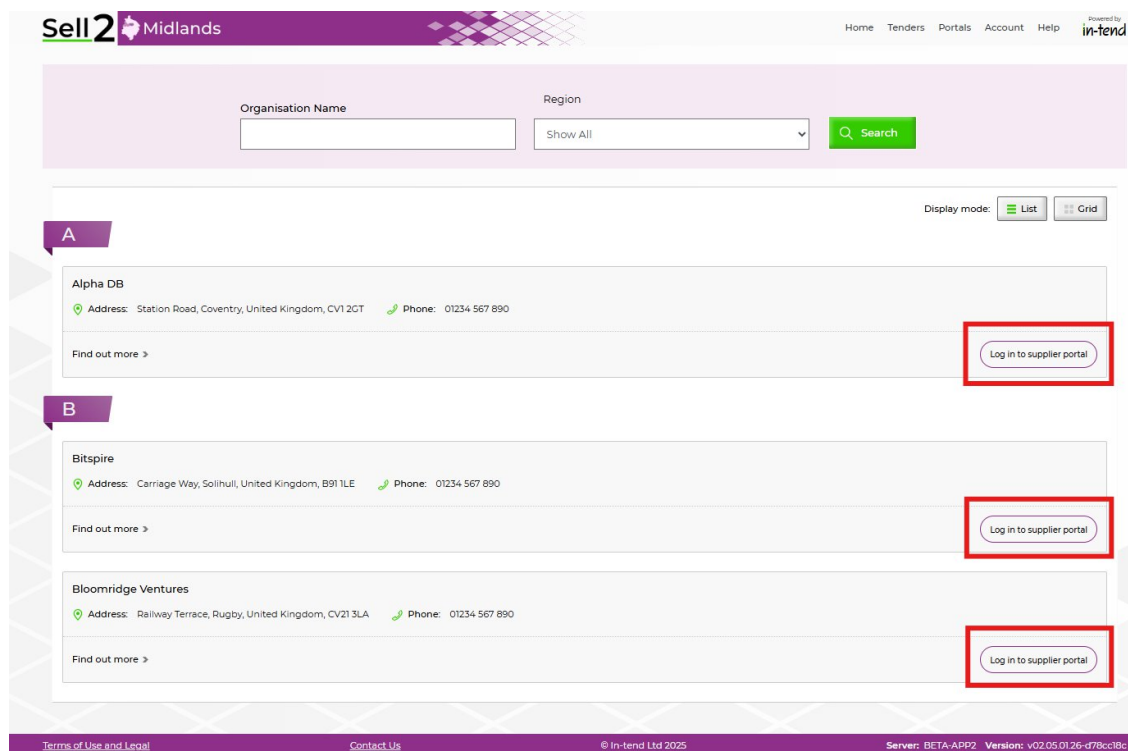 Sell2 Midlands
Home Tenders Portals Account Help
Powered by
in-tend
Organisation Name
Region
Show All
Search
Display mode: List Grid
A
Alpha DB
Address: Station Road, Coventry, United Kingdom, CV1 2GT Phone: 01234 567 890
Find out more
Log in to supplier portal
B
Bitspire
Address: Carriage Way, Solihull, United Kingdom, B91 1LE Phone: 01234 567 890
Find out more
Log in to supplier portal
Bloomridge Ventures
Address: Railway Terrace, Rugby, United Kingdom, CV21 3LA Phone: 01234 567 890
Find out more
Log in to supplier portal
Terms of Use and Legal Contact Us © In-tend Ltd 2025 Server: BETA-APP2 Version: v02.05.01.26-d78cc18c